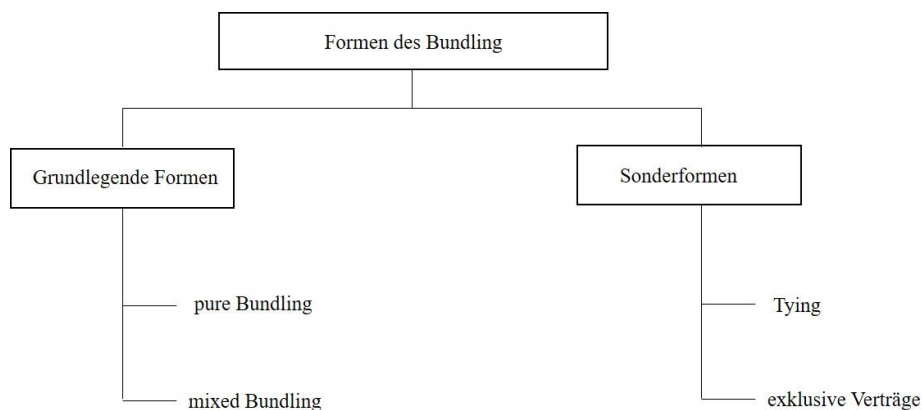 Formen des Bundling
Grundlegende Formen
Sonderformen
pure Bundling
Tying
mixed Bundling
exklusive Verträge